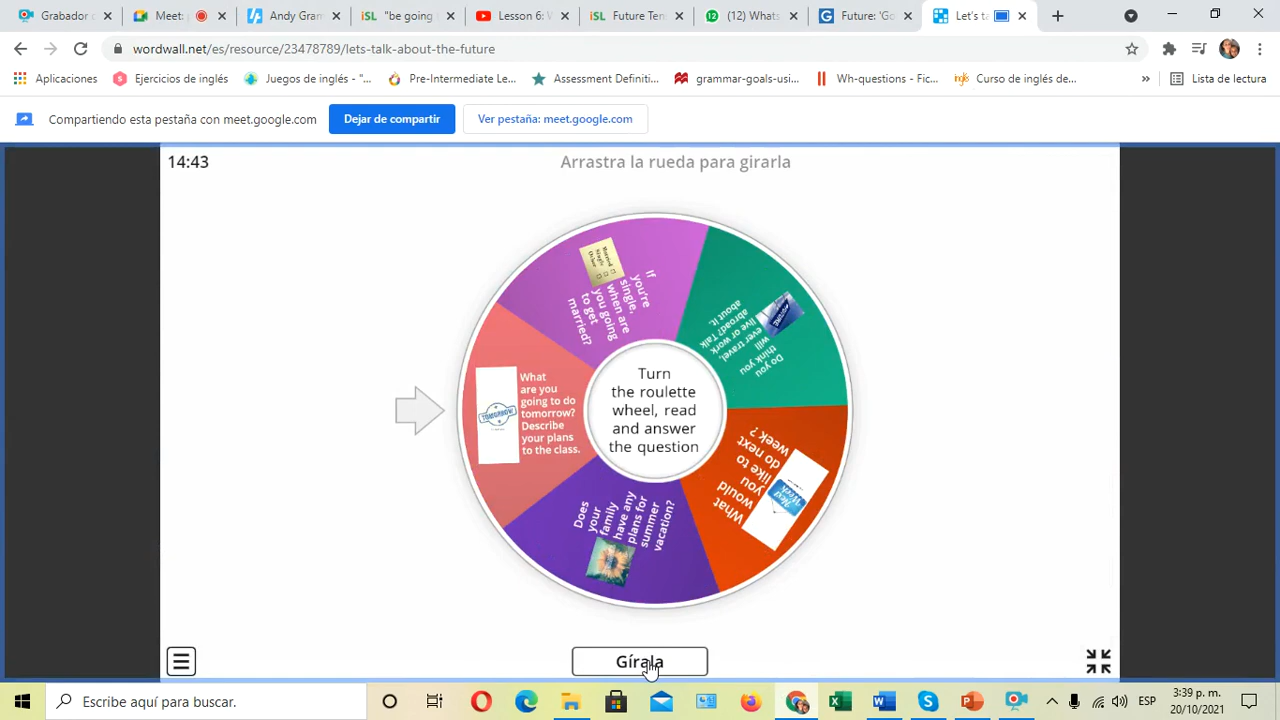 Grabador d
Meet:
Andy Gram
"be going t
Lesson 6: W
Future Ten
(12) Whats
Future: 'Go
Let's ta
wordwall.net/es/resource/23478789/lets-talk-about-the-future
Aplicaciones
Ejercicios de inglés
Juegos de inglés - "...
Pre-Intermediate Le...
Assessment Definiti...
grammar-goals-usi...
Wh-questions - Fic...
Curso de inglés de...
»
Lista de lectura
Compartiendo esta pestaña con meet.google.com
Dejar de compartir
Ver pestaña: meet.google.com
14:43
Arrastra la rueda para girarla
If
you're
single,
when are
you going
to get
married?
Do you
think you
will
ever travel,
live or work
abroad? Talk
about it.
FUTURE
What
are you
going to do
tomorrow?
Describe
your plans
to the class.
TOMORROW
Turn
the roulette
wheel, read
and answer
the question
What
would
you
like to
do next
week ?
Next
Week
Does
your
family
have any
plans for
summer
vacation?
Gírala
Escribe aquí para buscar.
ESP
3:39 p. m.
20/10/2021